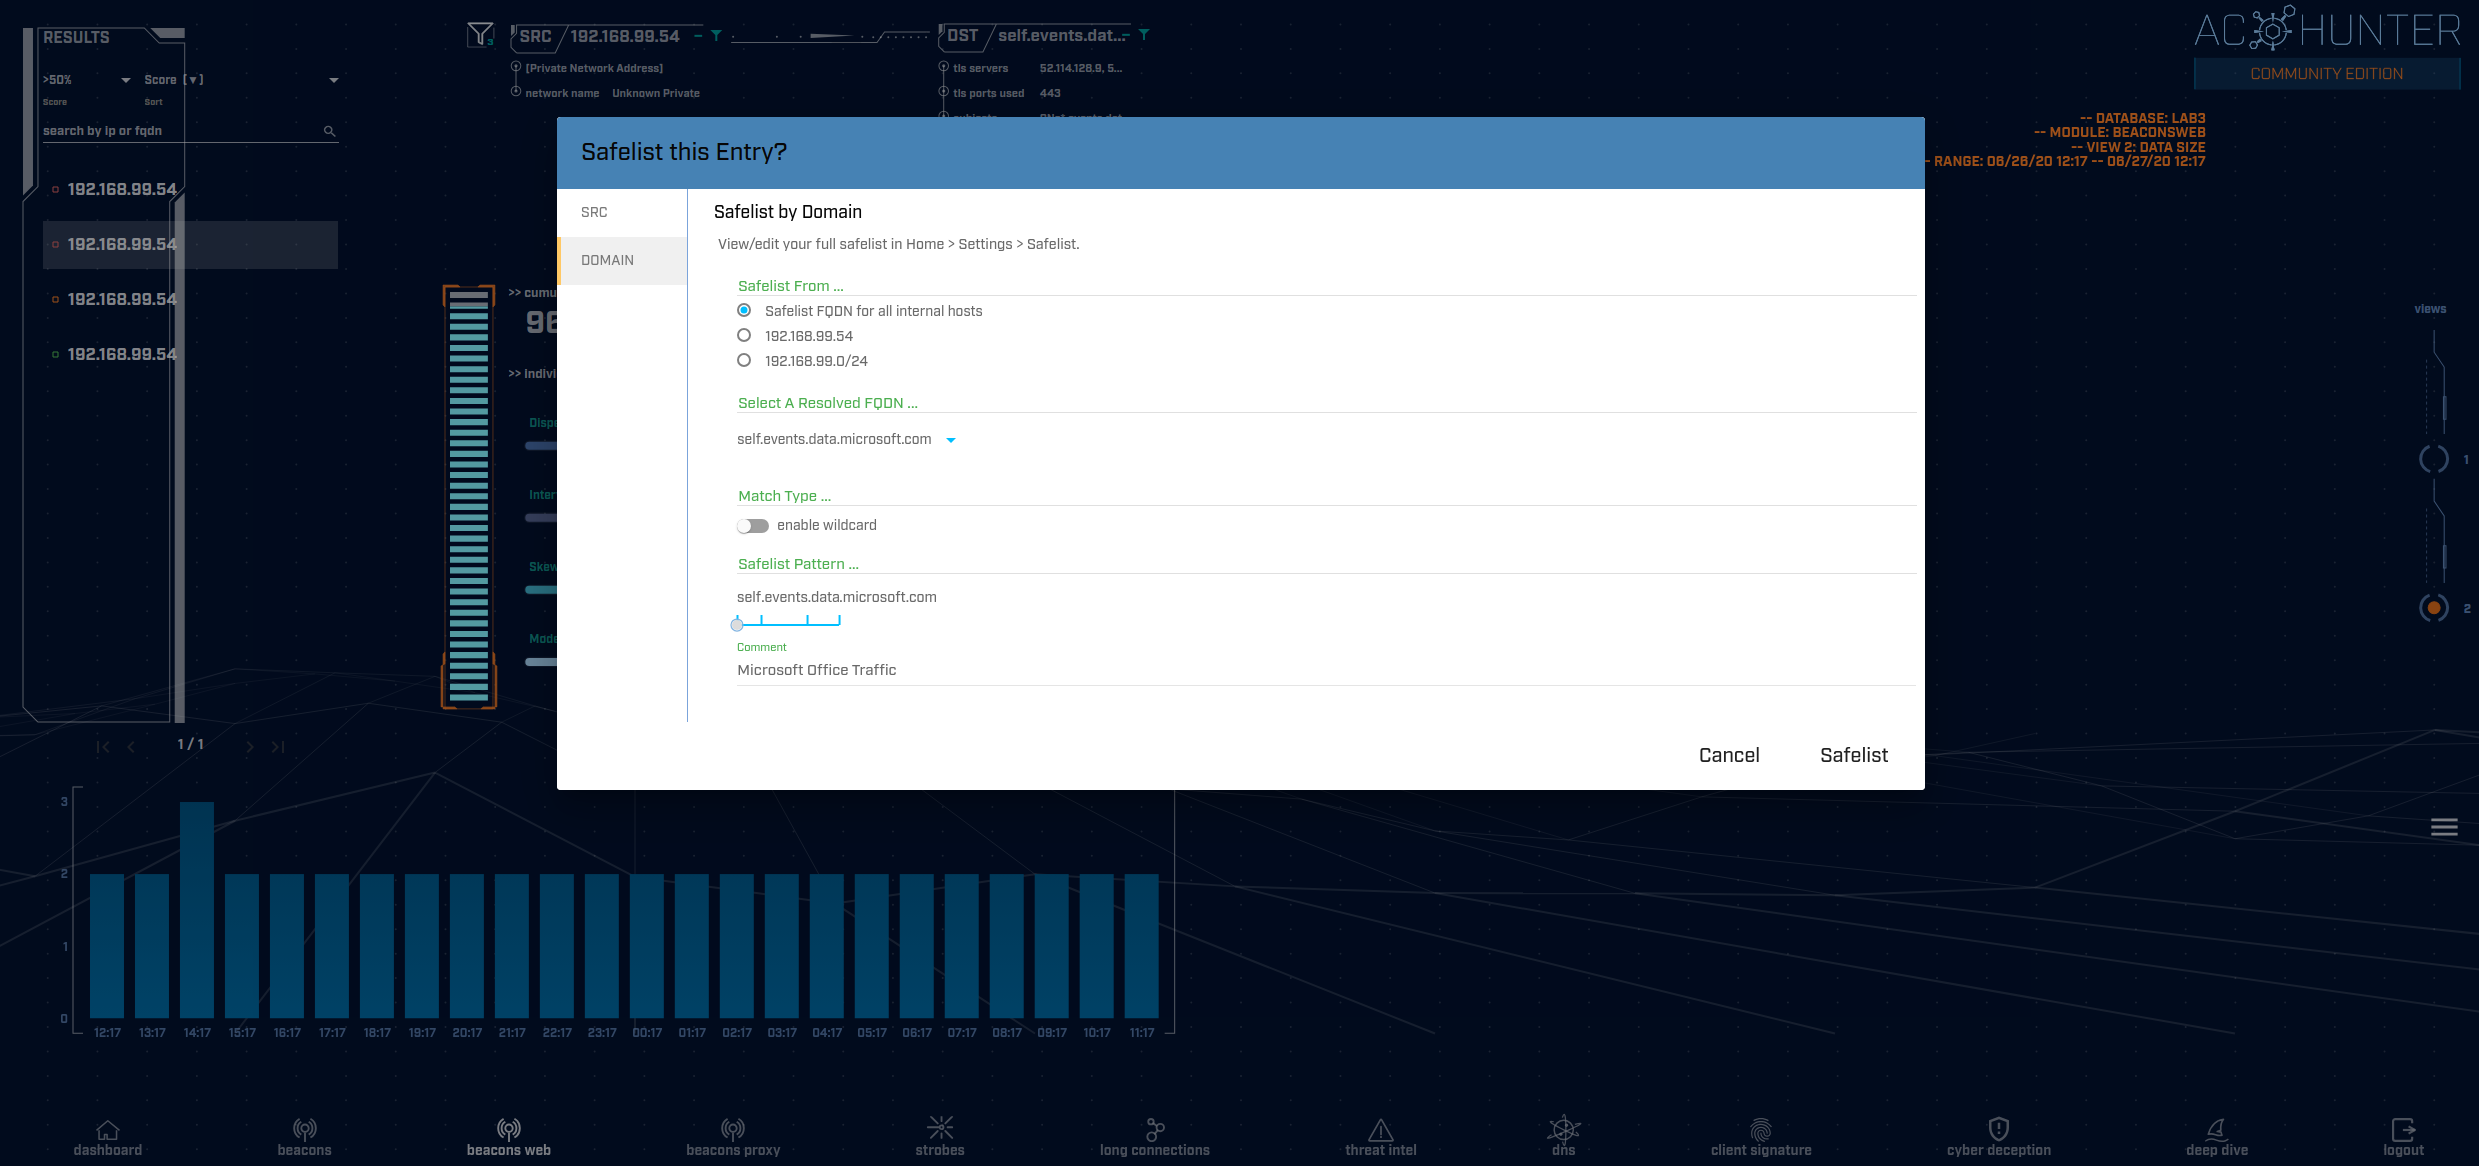 RESULTS
>50%
Score [▼]
Score
Sort
search by ip or fqdn
192.168.99.54
192.168.99.54
192.168.99.54
192.168.99.54
1 / 1
3
SRC
192.168.99.54
[Private Network Address]
network name Unknown Private
DST
self.events.dat...
tls servers 52.114.128.9, 5...
tls ports used 443
AC HUNTER
COMMUNITY EDITION
-- DATABASE: LAB3
-- MODULE: BEACONSWEB
-- VIEW 2: DATA SIZE
- RANGE: 06/26/20 12:17 -- 06/27/20 12:17
>> cumu
96
>> indivi
Disp
Inter
Skew
Mode
Safelist this Entry?
SRC
DOMAIN
Safelist by Domain
View/edit your full safelist in Home > Settings > Safelist.
Safelist From ...
Safelist FQDN for all internal hosts
192.168.99.54
192.168.99.0/24
Select A Resolved FQDN ...
self.events.data.microsoft.com
Match Type ...
enable wildcard
Safelist Pattern ...
self.events.data.microsoft.com
Comment
Microsoft Office Traffic
Cancel
Safelist
views
1
2
3
2
1
0
12:17 13:17 14:17 15:17 16:17 17:17 18:17 19:17 20:17 21:17 22:17 23:17 00:17 01:17 02:17 03:17 04:17 05:17 06:17 07:17 08:17 09:17 10:17 11:17
dashboard
beacons
beacons web
beacons proxy
strobes
long connections
threat intel
dns
client signature
cyber deception
deep dive
logout